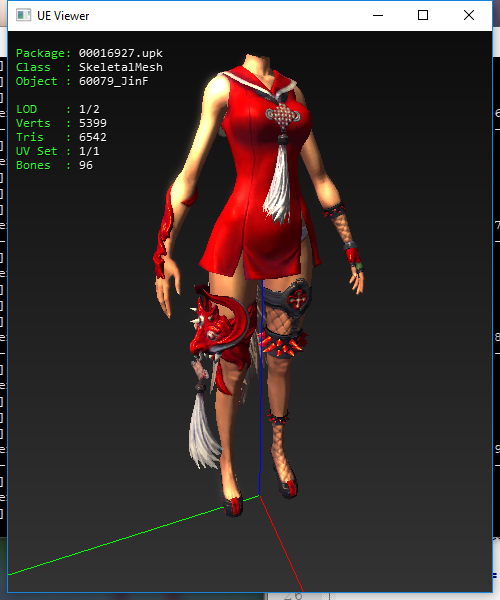 UE Viewer
Package: 00016927.upk
Class : SkeletalMesh
Object : 60079_JinF
LOD : 1/2
Verts : 5399
Tris : 6542
UV Set : 1/1
Bones : 96